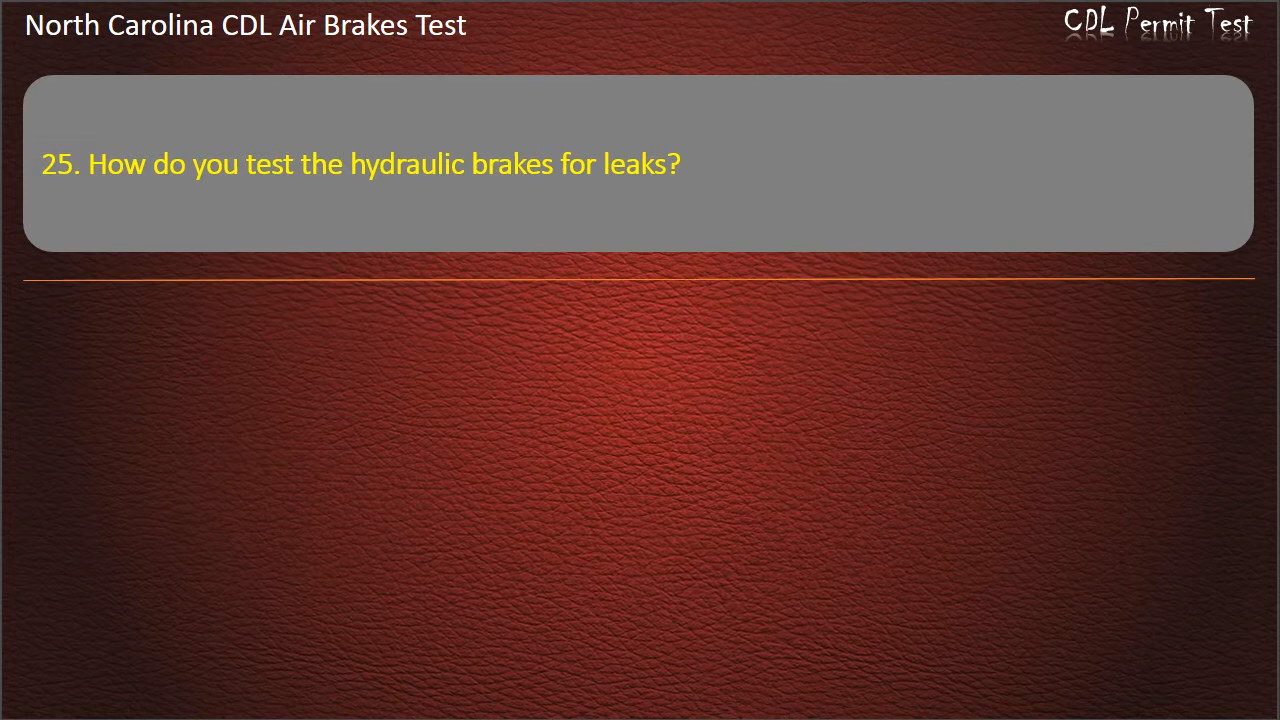 North Carolina CDL Air Brakes Test
CDL Permit Test
25. How do you test the hydraulic brakes for leaks?